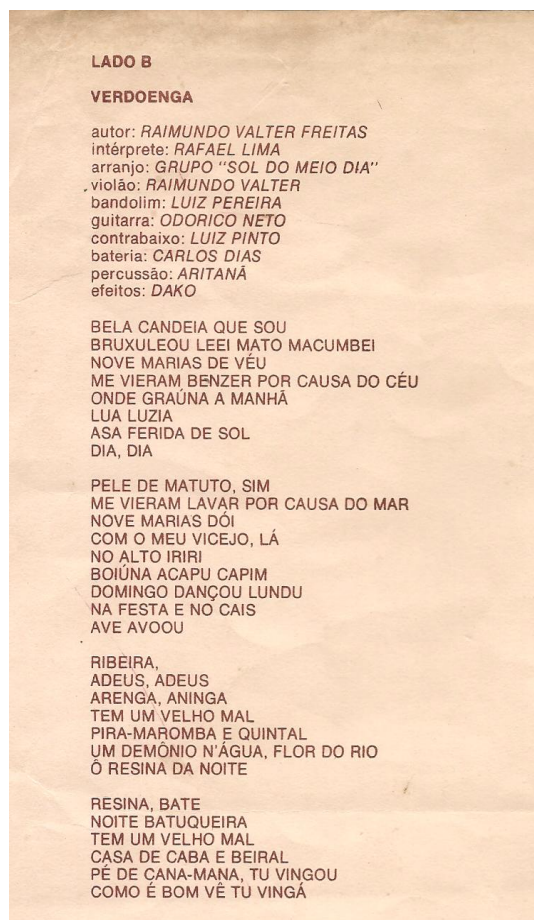 LADO B
VERDOENGA
autor: RAIMUNDO VALTER FREITAS
intérprete: RAFAEL LIMA
arranjo: GRUPO "SOL DO MEIO DIA"
violão: RAIMUNDO VALTER
bandolim: LUIZ PEREIRA
guitarra: ODORICO NETO
contrabaixo: LUIZ PINTO
bateria: CARLOS DIAS
percussão: ARITANÃ
efeitos: DAKO
BELA CANDEIA QUE SOU
BRUXULEOU LEEI MATO MACUMBEI
NOVE MARIAS DE VÉU
ME VIERAM BENZER POR CAUSA DO CÉU
ONDE GRAÚNA A MANHÃ
LUA LUZIA
ASA FERIDA DE SOL
DIA, DIA
PELE DE MATUTO, SIM
ME VIERAM LAVAR POR CAUSA DO MAR
NOVE MARIAS DÓI
COM O MEU VICEJO, LÁ
NO ALTO IRIRI
BOIÚNA ACAPU CAPIM
DOMINGO DANÇOU LUNDU
NA FESTA E NO CAIS
AVE AVOOU
RIBEIRA,
ADEUS, ADEUS
ARENGA, ANINGA
TEM UM VELHO MAL
PIRA-MAROMBA E QUINTAL
UM DEMÔNIO N'ÁGUA, FLOR DO RIO
Ô RESINA DA NOITE
RESINA, BATE
NOITE BATUQUEIRA
TEM UM VELHO MAL
CASA DE CABA E BEIRAL
PÉ DE CANA-MANA, TU VINGOU
COMO É BOM VÊ TU VINGÁ